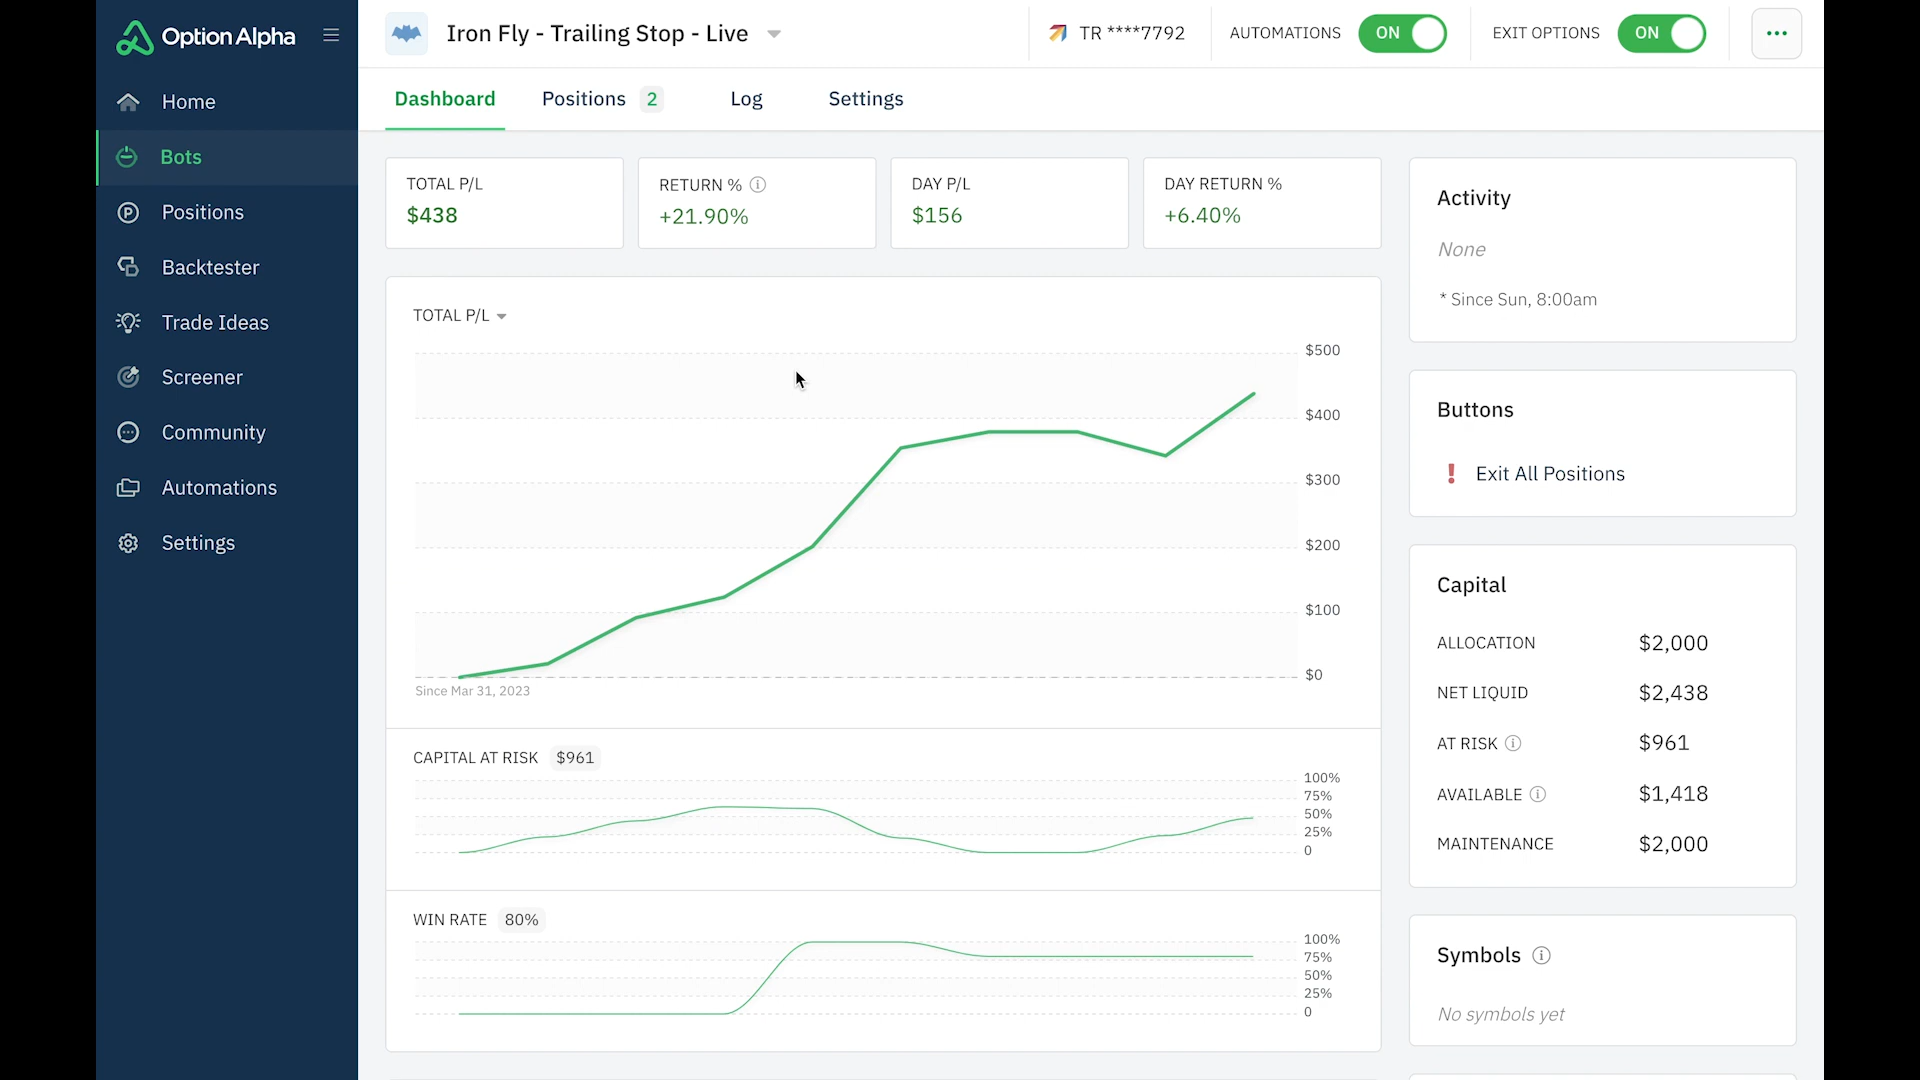 Option Alpha
Iron Fly - Trailing Stop - Live
TR ****7792
AUTOMATIONS
ON
EXIT OPTIONS
ON
Home
Bots
Positions
Backtester
Trade Ideas
Screener
Community
Automations
Settings
Dashboard
Positions 2
Log
Settings
TOTAL P/L
$438
RETURN %
+21.90%
DAY P/L
$156
DAY RETURN %
+6.40%
TOTAL P/L
$500
$400
$300
$200
$100
$0
Since Mar 31, 2023
CAPITAL AT RISK $961
100%
75%
50%
25%
0
WIN RATE 80%
100%
75%
50%
25%
0
Activity
None
* Since Sun, 8:00am
Buttons
Exit All Positions
Capital
ALLOCATION $2,000
NET LIQUID $2,438
AT RISK $961
AVAILABLE $1,418
MAINTENANCE $2,000
Symbols
No symbols yet